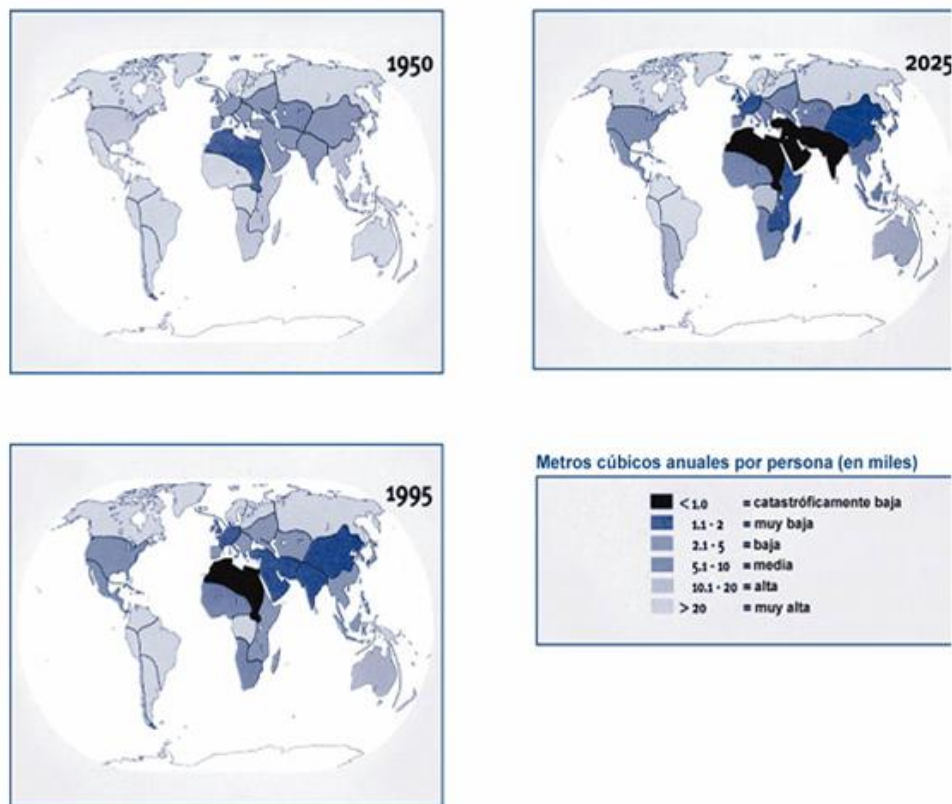 1950
2025
1995
Metros cúbicos anuales por persona (en miles)
< 1.0 = catastróficamente baja
1.1 - 2 = muy baja
2.1 - 5 = baja
5.1 - 10 = media
10.1 - 20 = alta
> 20 = muy alta